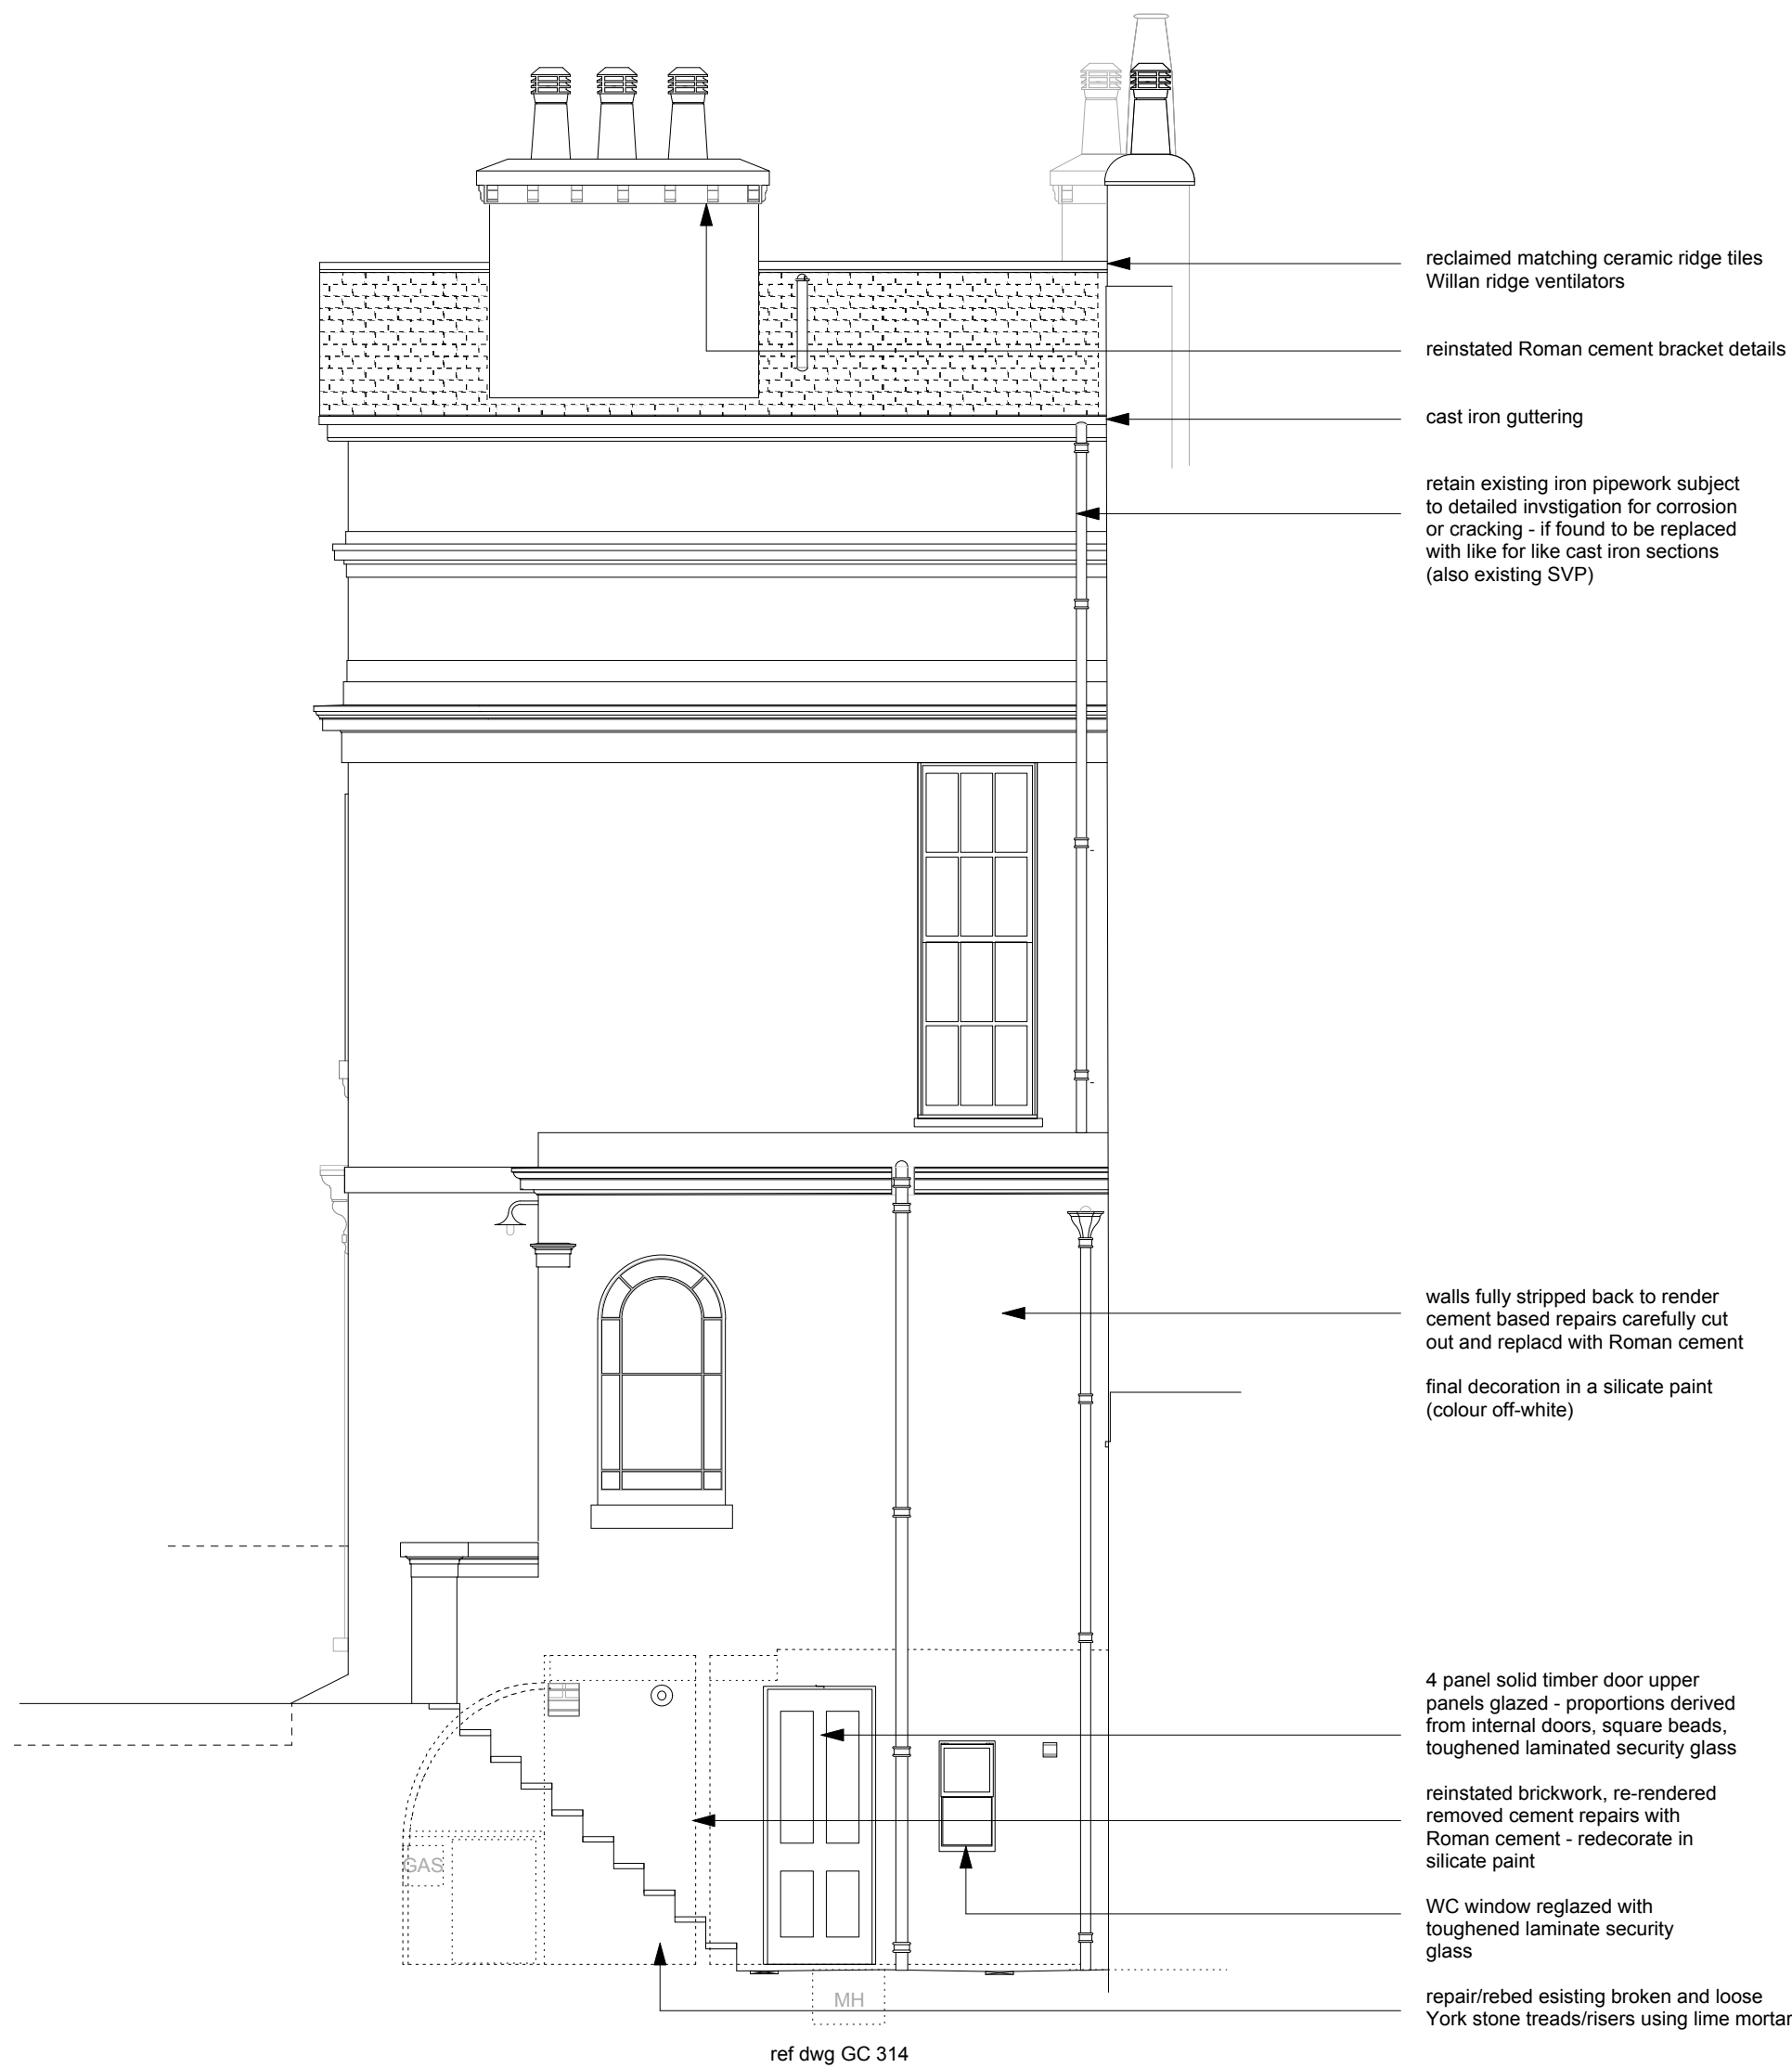 reclaimed matching ceramic ridge tiles
Willan ridge ventilators
reinstated Roman cement bracket details
cast iron guttering
retain existing iron pipework subject
to detailed invstigation for corrosion
or cracking - if found to be replaced
with like for like cast iron sections
(also existing SVP)
walls fully stripped back to render
cement based repairs carefully cut
out and replacd with Roman cement
final decoration in a silicate paint
(colour off-white)
4 panel solid timber door upper
panels glazed - proportions derived
from internal doors, square beads,
toughened laminated security glass
reinstated brickwork, re-rendered
removed cement repairs with
Roman cement - redecorate in
silicate paint
GAS
WC window reglazed with
toughened laminate security
glass
MH
repair/rebed esisting broken and loose
York stone treads/risers using lime mortar
ref dwg GC 314